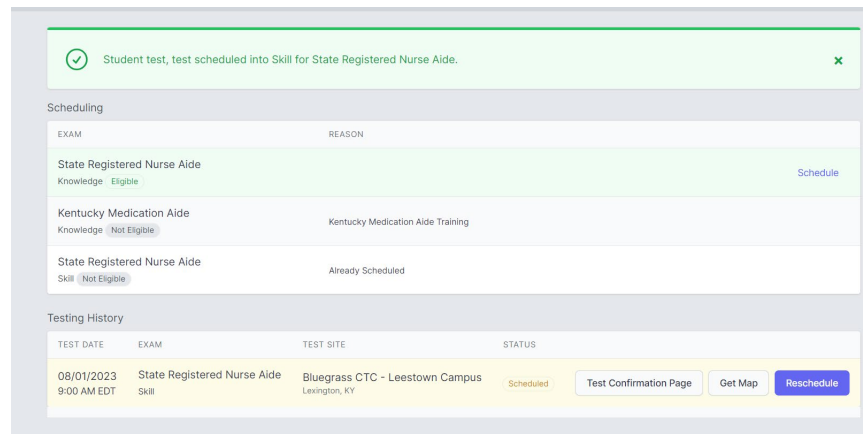 Student test, test scheduled into Skill for State Registered Nurse Aide.
×
Scheduling
EXAM REASON
State Registered Nurse Aide
Knowledge Eligible
Schedule
Kentucky Medication Aide
Knowledge Not Eligible
Kentucky Medication Aide Training
State Registered Nurse Aide
Skill Not Eligible
Already Scheduled
Testing History
TEST DATE EXAM TEST SITE STATUS
08/01/2023 State Registered Nurse Aide Bluegrass CTC - Leestown Campus
9:00 AM EDT Skill Lexington, KY
Scheduled Test Confirmation Page Get Map Reschedule